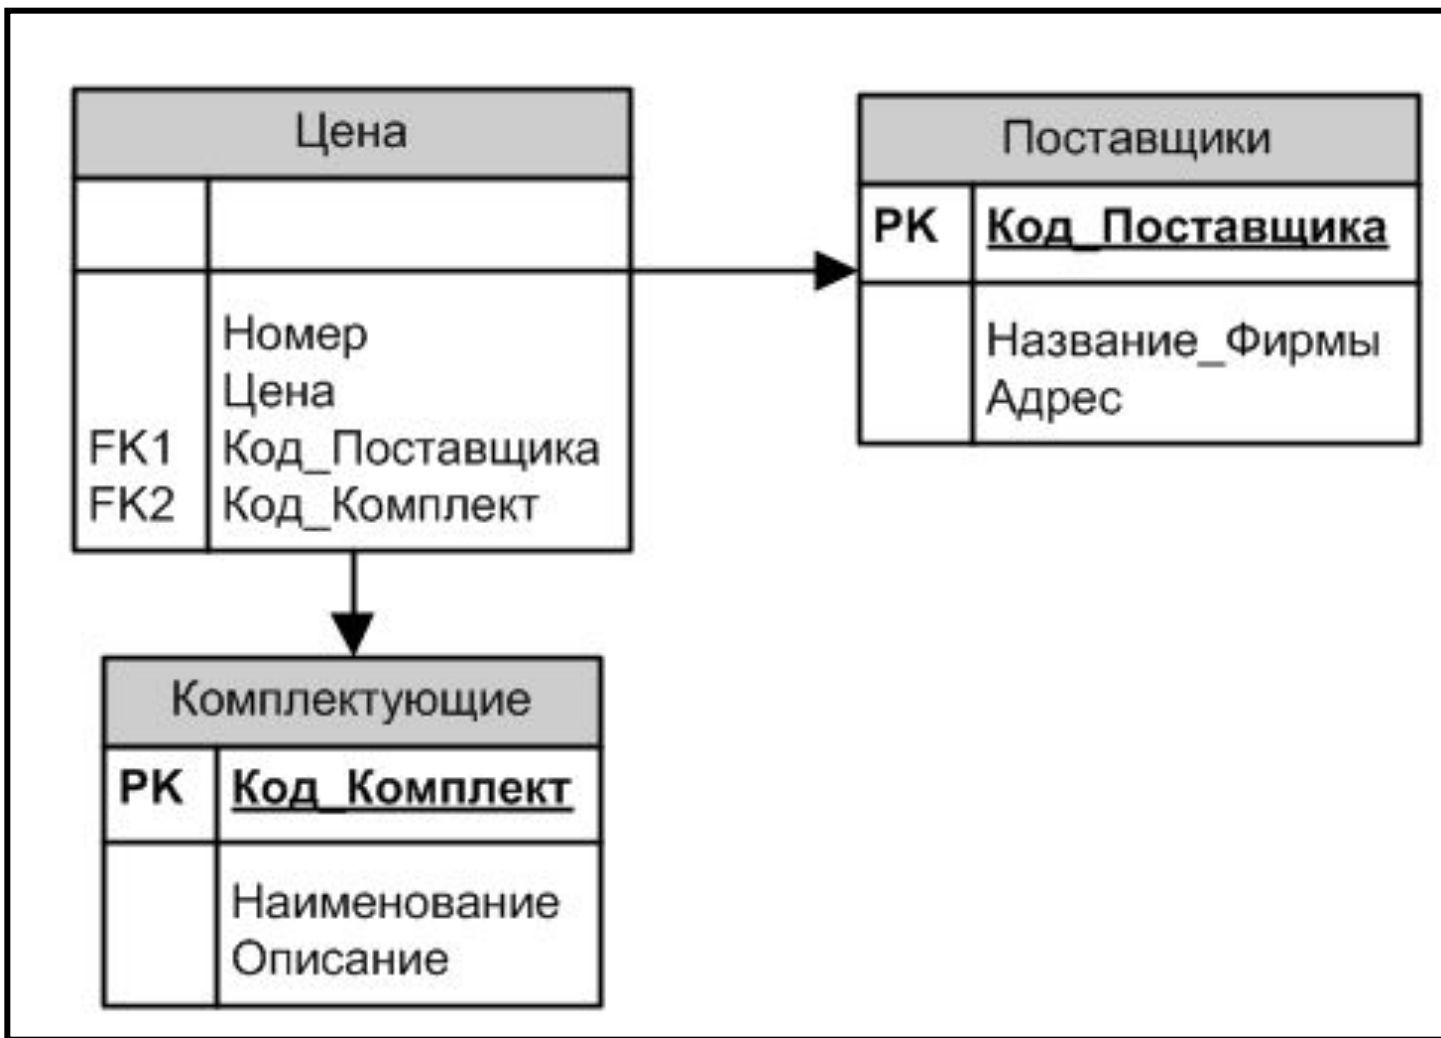 Цена
Номер
Цена
FK1 Код_Поставщика
FK2 Код_Комплект
Поставщики
PK Код_Поставщика
Название_Фирмы
Адрес
Комплектующие
PK Код_Комплект
Наименование
Описание